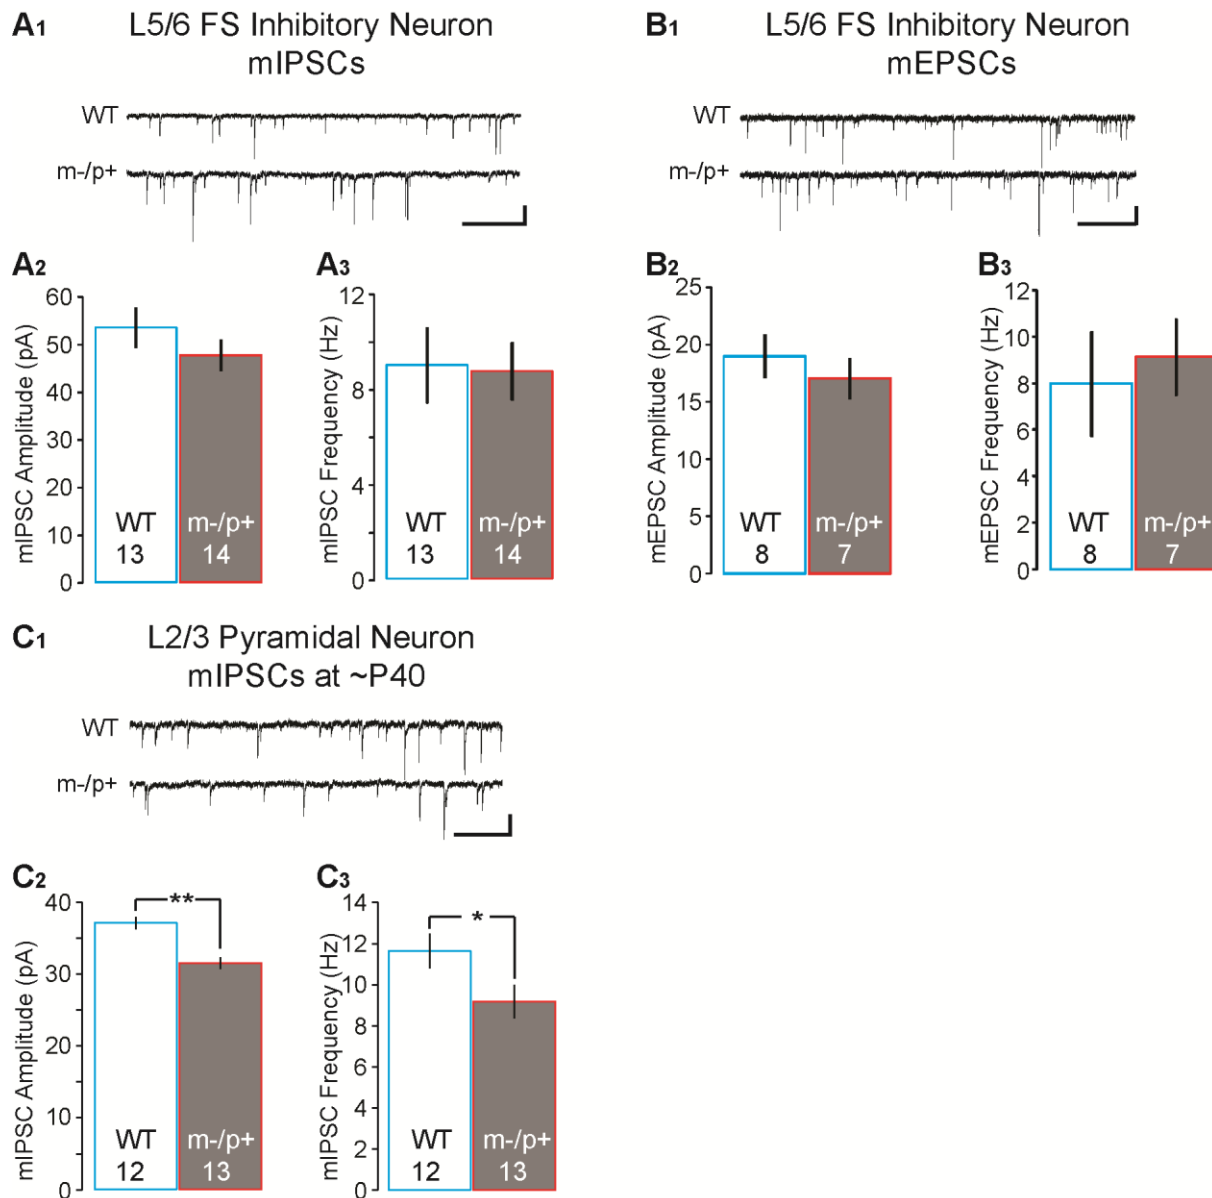 A1
L5/6 FS Inhibitory Neuron
mIPSCs
WT
m-/p+
B1
L5/6 FS Inhibitory Neuron
mEPSCs
WT
m-/p+
A2
mIPSC Amplitude (pA)
60
50
40
30
20
10
0
WT
13
m-/p+
14
A3
mIPSC Frequency (Hz)
12
8
4
0
WT
13
m-/p+
14
B2
mEPSC Amplitude (pA)
25
20
15
10
5
0
WT
8
m-/p+
7
B3
mEPSC Frequency (Hz)
12
10
8
6
4
2
0
WT
8
m-/p+
7
C1
L2/3 Pyramidal Neuron
mIPSCs at ~P40
WT
m-/p+
C2
mIPSC Amplitude (pA)
40
30
20
10
0
**
WT
12
m-/p+
13
C3
mIPSC Frequency (Hz)
14
12
10
8
6
4
2
0
*
WT
12
m-/p+
13